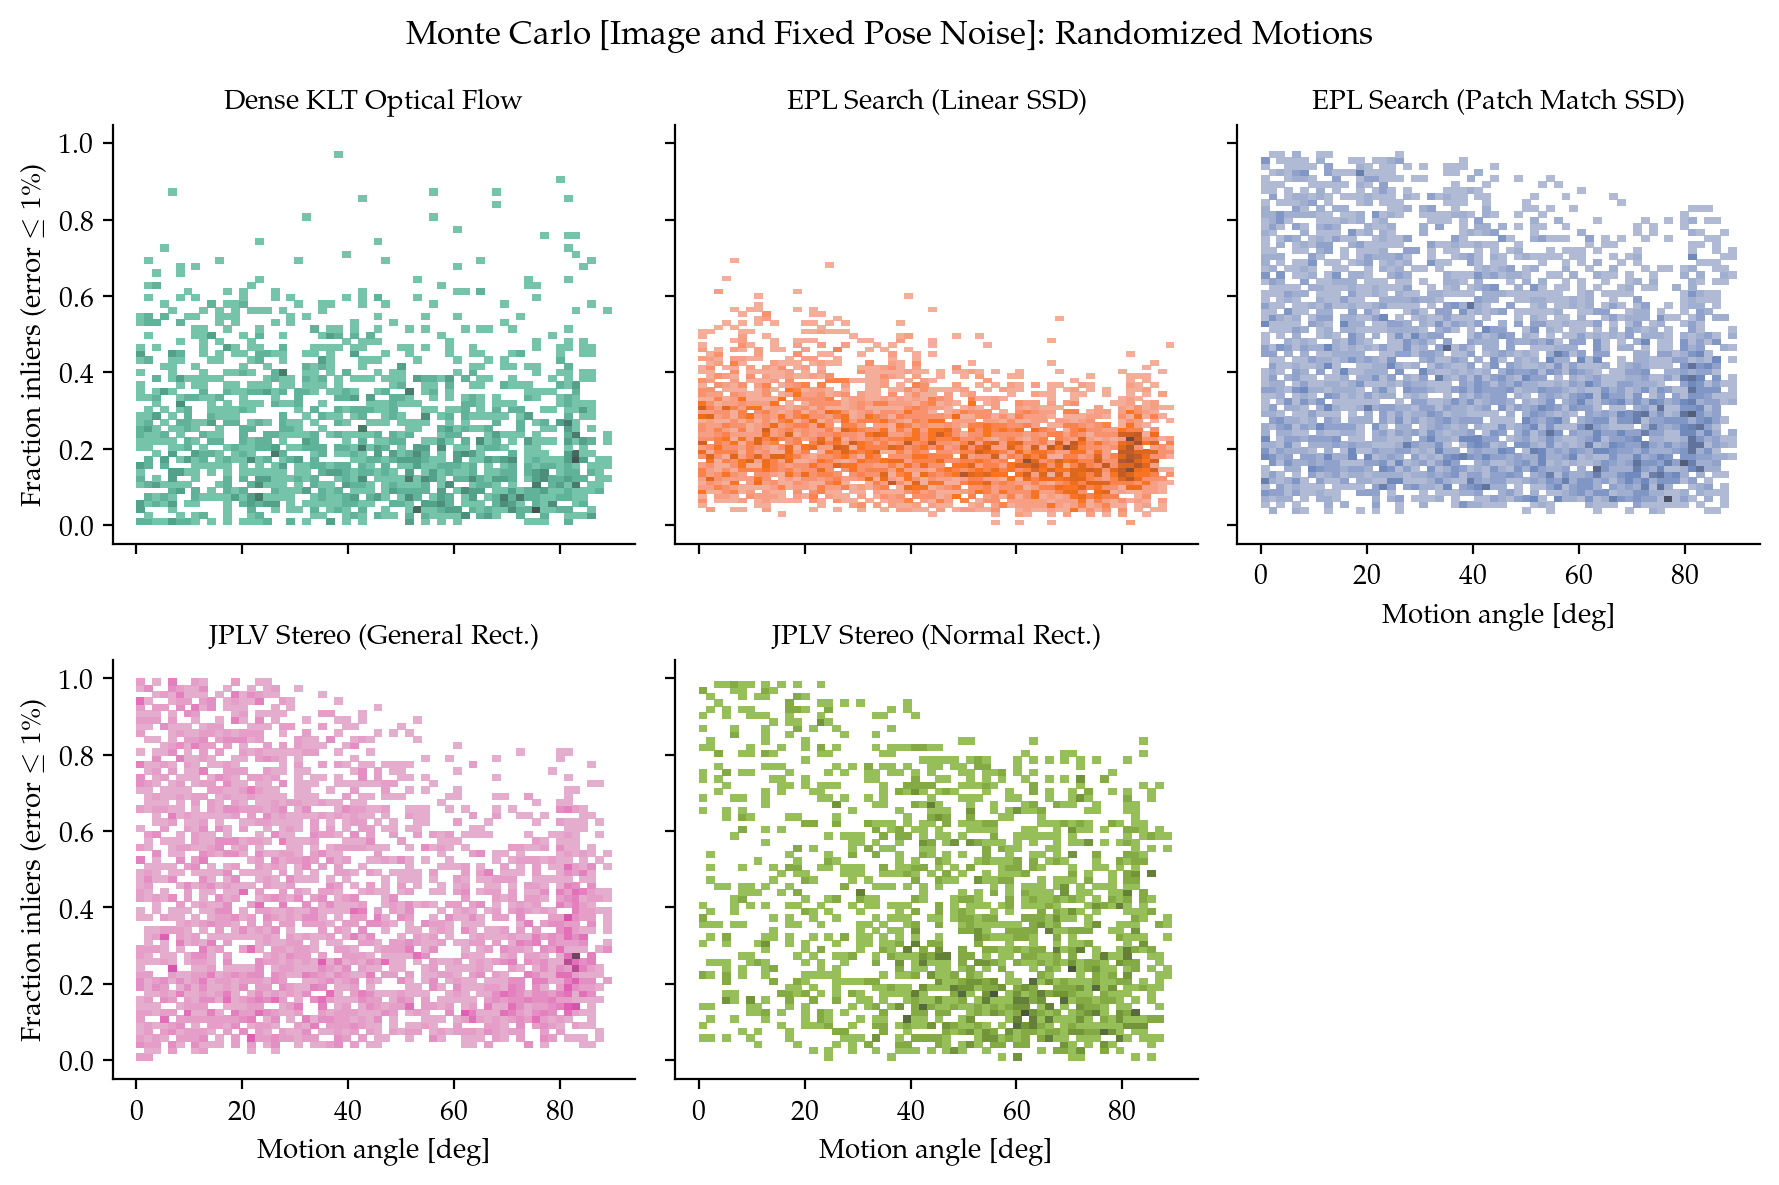 Monte Carlo [Image and Fixed Pose Noise]: Randomized Motions
Dense KLT Optical Flow
EPL Search (Linear SSD)
EPL Search (Patch Match SSD)
Fraction inliers (error ≤ 1%)
1.0
0.8
0.6
0.4
0.2
0.0
0 20 40 60 80
Motion angle [deg]
JPLV Stereo (General Rect.)
JPLV Stereo (Normal Rect.)
Fraction inliers (error ≤ 1%)
1.0
0.8
0.6
0.4
0.2
0.0
0 20 40 60 80
0 20 40 60 80
Motion angle [deg]
Motion angle [deg]